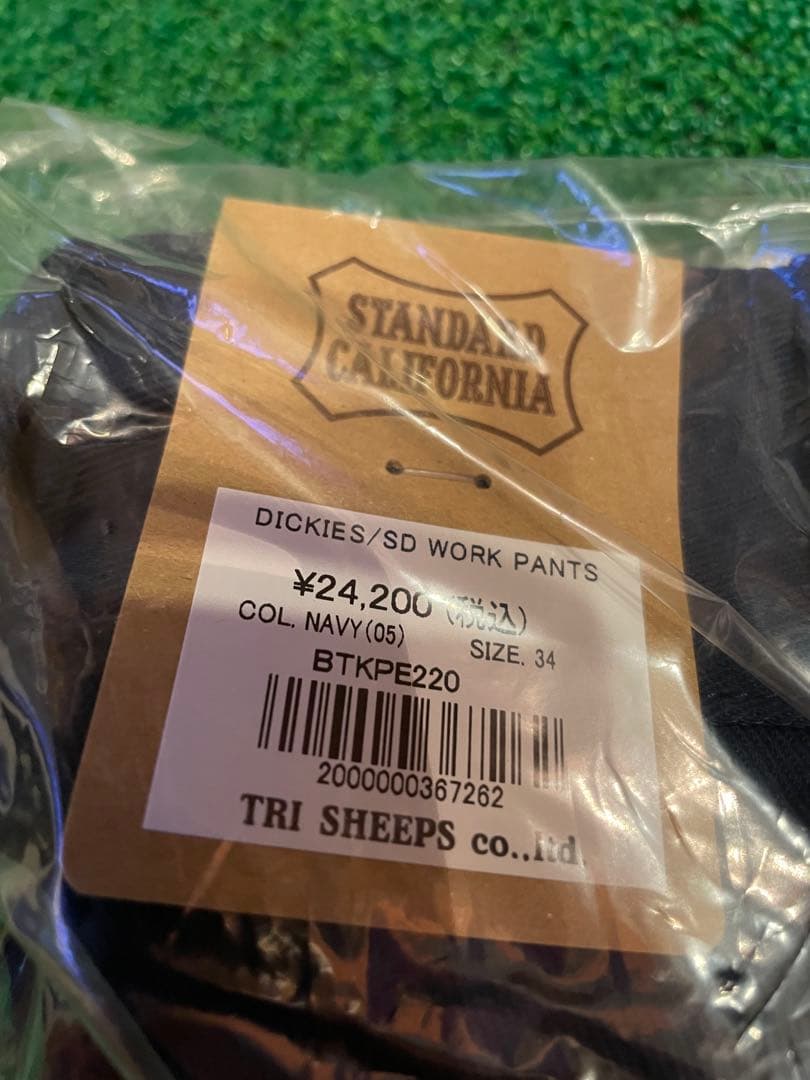 STANDARD
CALIFORNIA
DICKIES/SD WORK PANTS
¥24,200 (税込)
COL. NAVY(05) SIZE. 34
BTKPE220
2000000367262
TRI SHEEPS co.,ltd.